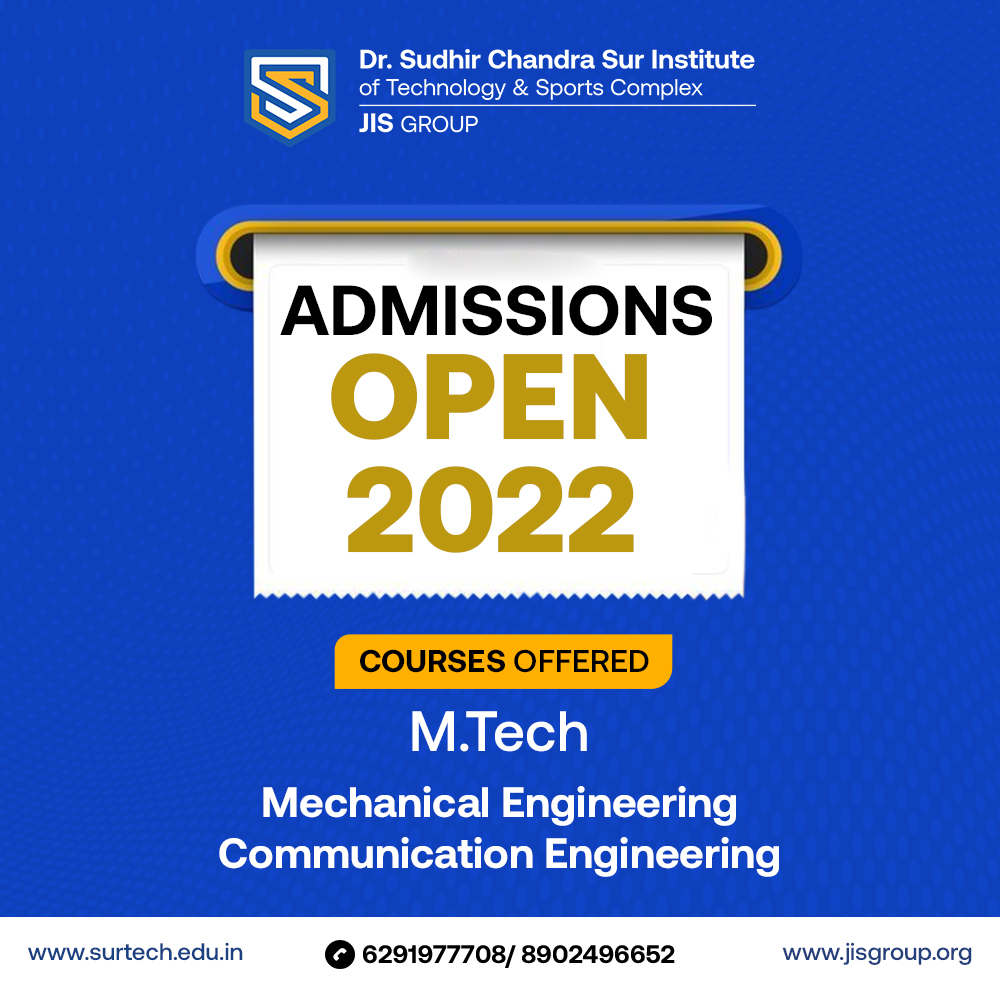 Dr. Sudhir Chandra Sur Institute
of Technology & Sports Complex
JIS GROUP
ADMISSIONS
OPEN
2022
COURSES OFFERED
M.Tech
Mechanical Engineering
Communication Engineering
www.surtech.edu.in
6291977708/ 8902496652
www.jisgroup.org